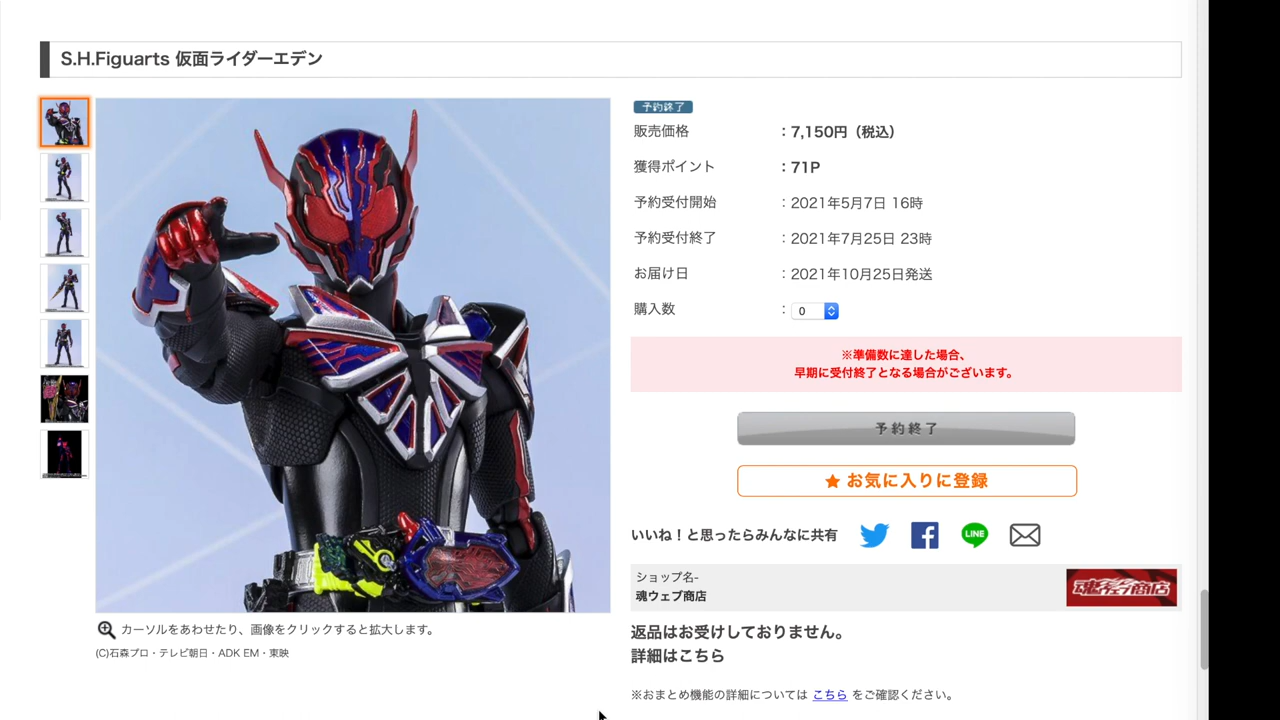 S.H.Figuarts 仮面ライダーエデン
予約終了
販売価格 ：7,150円（税込）
獲得ポイント ：71P
予約受付開始 ：2021年5月7日 16時
予約受付終了 ：2021年7月25日 23時
お届け日 ：2021年10月25日発送
購入数 ：0
※準備数に達した場合、
早期に受付終了となる場合がございます。
予約終了
★ お気に入りに登録
いいね！と思ったらみんなに共有
LINE
ショップ名-
魂ウェブ商店
魂ウェブ商店
返品はお受けしておりません。
詳細はこちら
※おまとめ機能の詳細については こちら をご確認ください。
カーソルをあわせたり、画像をクリックすると拡大します。
(C)石森プロ・テレビ朝日・ADK EM・東映